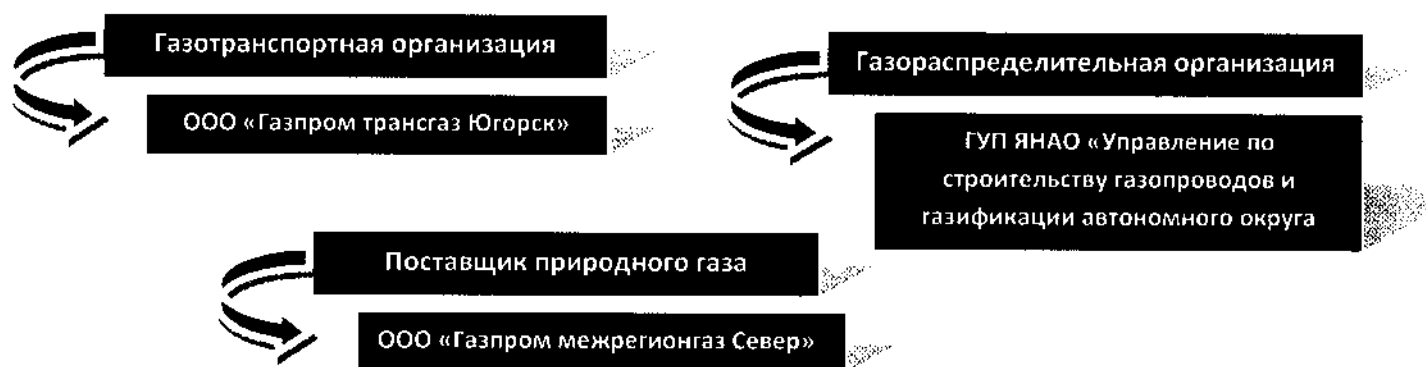 Газотранспортная организация
ООО «Газпром трансгаз Югорск»
Газораспределительная организация
ГУП ЯНАО «Управление по
строительству газопроводов и
газификации автономного округа
Поставщик природного газа
ООО «Газпром межрегионгаз Север»